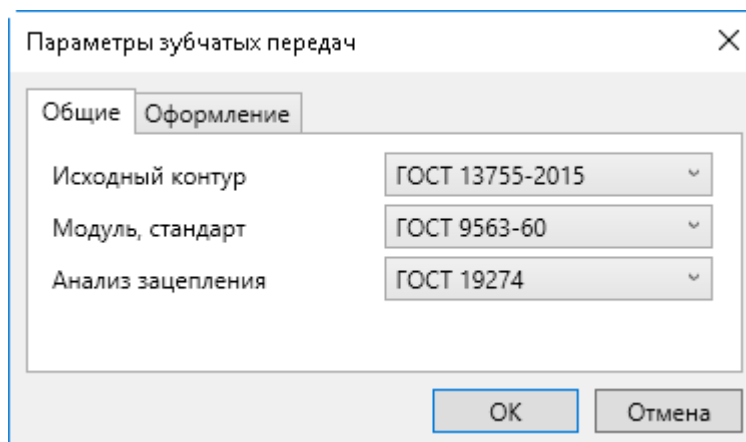 Параметры зубчатых передач
Общие Оформление
Исходный контур ГОСТ 13755-2015
Модуль, стандарт ГОСТ 9563-60
Анализ зацепления ГОСТ 19274
ОК Отмена